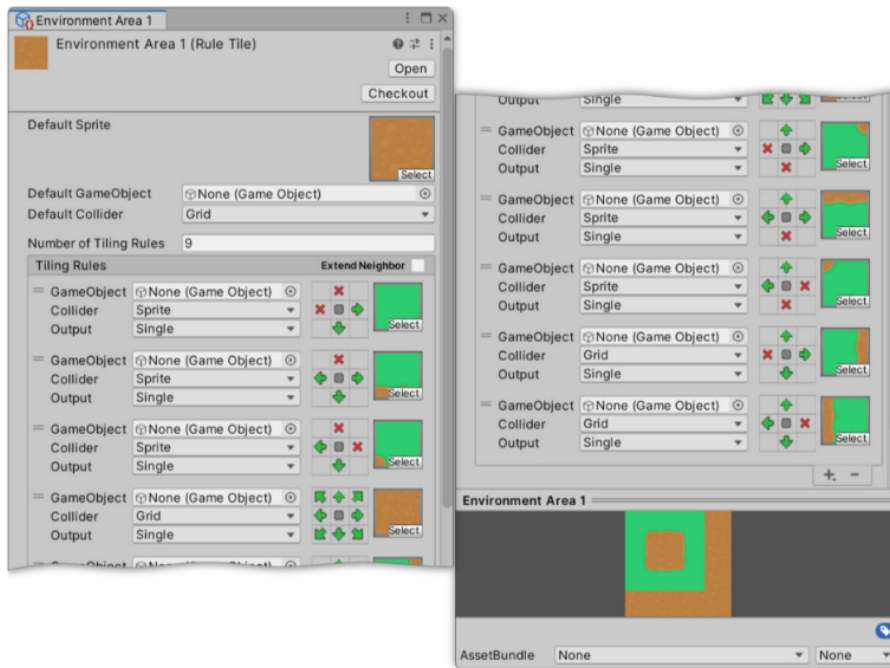 Environment Area 1
Environment Area 1 (Rule Tile)
Open
Checkout
Default Sprite
Select
Default GameObject None (Game Object)
Default Collider Grid
Number of Tiling Rules 9
Tiling Rules Extend Neighbor
GameObject None (Game Object)
Collider Sprite
Output Single Select
GameObject None (Game Object)
Collider Sprite
Output Single Select
GameObject None (Game Object)
Collider Sprite
Output Single Select
GameObject None (Game Object)
Collider Grid
Output Single Select
GameObject None (Game Object)
Output Single
GameObject None (Game Object)
Collider Sprite
Output Single Select
GameObject None (Game Object)
Collider Sprite
Output Single Select
GameObject None (Game Object)
Collider Sprite
Output Single Select
GameObject None (Game Object)
Collider Grid
Output Single Select
GameObject None (Game Object)
Collider Grid
Output Single Select
Environment Area 1
AssetBundle None None